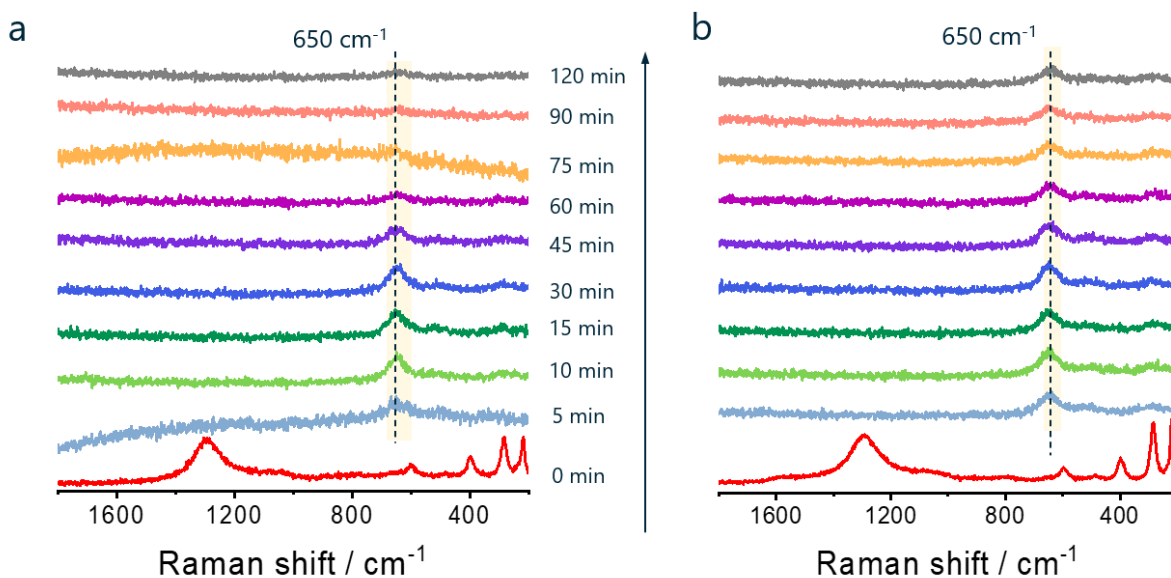 a
650 cm⁻¹
120 min
90 min
75 min
60 min
45 min
30 min
15 min
10 min
5 min
0 min
1600 1200 800 400
Raman shift / cm⁻¹
b
650 cm⁻¹
1600 1200 800 400
Raman shift / cm⁻¹